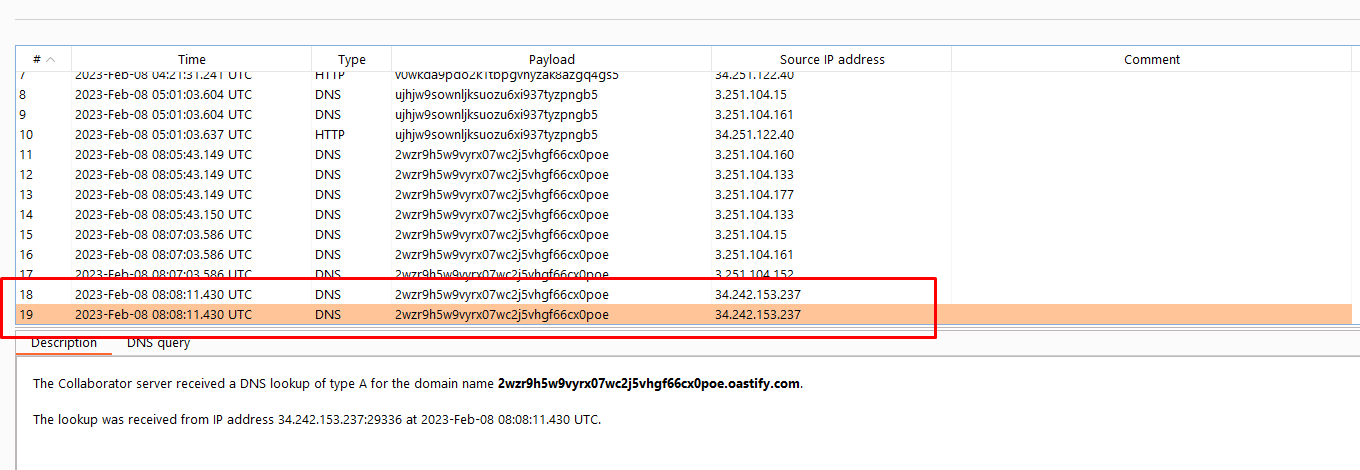 # Time Type Payload Source IP address Comment
7 2023-Feb-08 04:21:31.241 UTC HTTP 34.251.122.40
8 2023-Feb-08 05:01:03.604 UTC DNS ujhjw9sownljksuozu6xi937tyzpngb5 3.251.104.15
9 2023-Feb-08 05:01:03.604 UTC DNS ujhjw9sownljksuozu6xi937tyzpngb5 3.251.104.161
10 2023-Feb-08 05:01:03.637 UTC HTTP ujhjw9sownljksuozu6xi937tyzpngb5 34.251.122.40
11 2023-Feb-08 08:05:43.149 UTC DNS 2wzr9h5w9vyrx07wc2j5vhgf66cx0poe 3.251.104.160
12 2023-Feb-08 08:05:43.149 UTC DNS 2wzr9h5w9vyrx07wc2j5vhgf66cx0poe 3.251.104.133
13 2023-Feb-08 08:05:43.149 UTC DNS 2wzr9h5w9vyrx07wc2j5vhgf66cx0poe 3.251.104.177
14 2023-Feb-08 08:05:43.150 UTC DNS 2wzr9h5w9vyrx07wc2j5vhgf66cx0poe 3.251.104.133
15 2023-Feb-08 08:07:03.586 UTC DNS 2wzr9h5w9vyrx07wc2j5vhgf66cx0poe 3.251.104.15
16 2023-Feb-08 08:07:03.586 UTC DNS 2wzr9h5w9vyrx07wc2j5vhgf66cx0poe 3.251.104.161
17 2023-Feb-08 08:07:03.586 UTC DNS 2wzr9h5w9vyrx07wc2j5vhgf66cx0poe 3.251.104.152
18 2023-Feb-08 08:08:11.430 UTC DNS 2wzr9h5w9vyrx07wc2j5vhgf66cx0poe 34.242.153.237
19 2023-Feb-08 08:08:11.430 UTC DNS 2wzr9h5w9vyrx07wc2j5vhgf66cx0poe 34.242.153.237
Description DNS query
The Collaborator server received a DNS lookup of type A for the domain name 2wzr9h5w9vyrx07wc2j5vhgf66cx0poe.oastify.com.
The lookup was received from IP address 34.242.153.237:29336 at 2023-Feb-08 08:08:11.430 UTC.